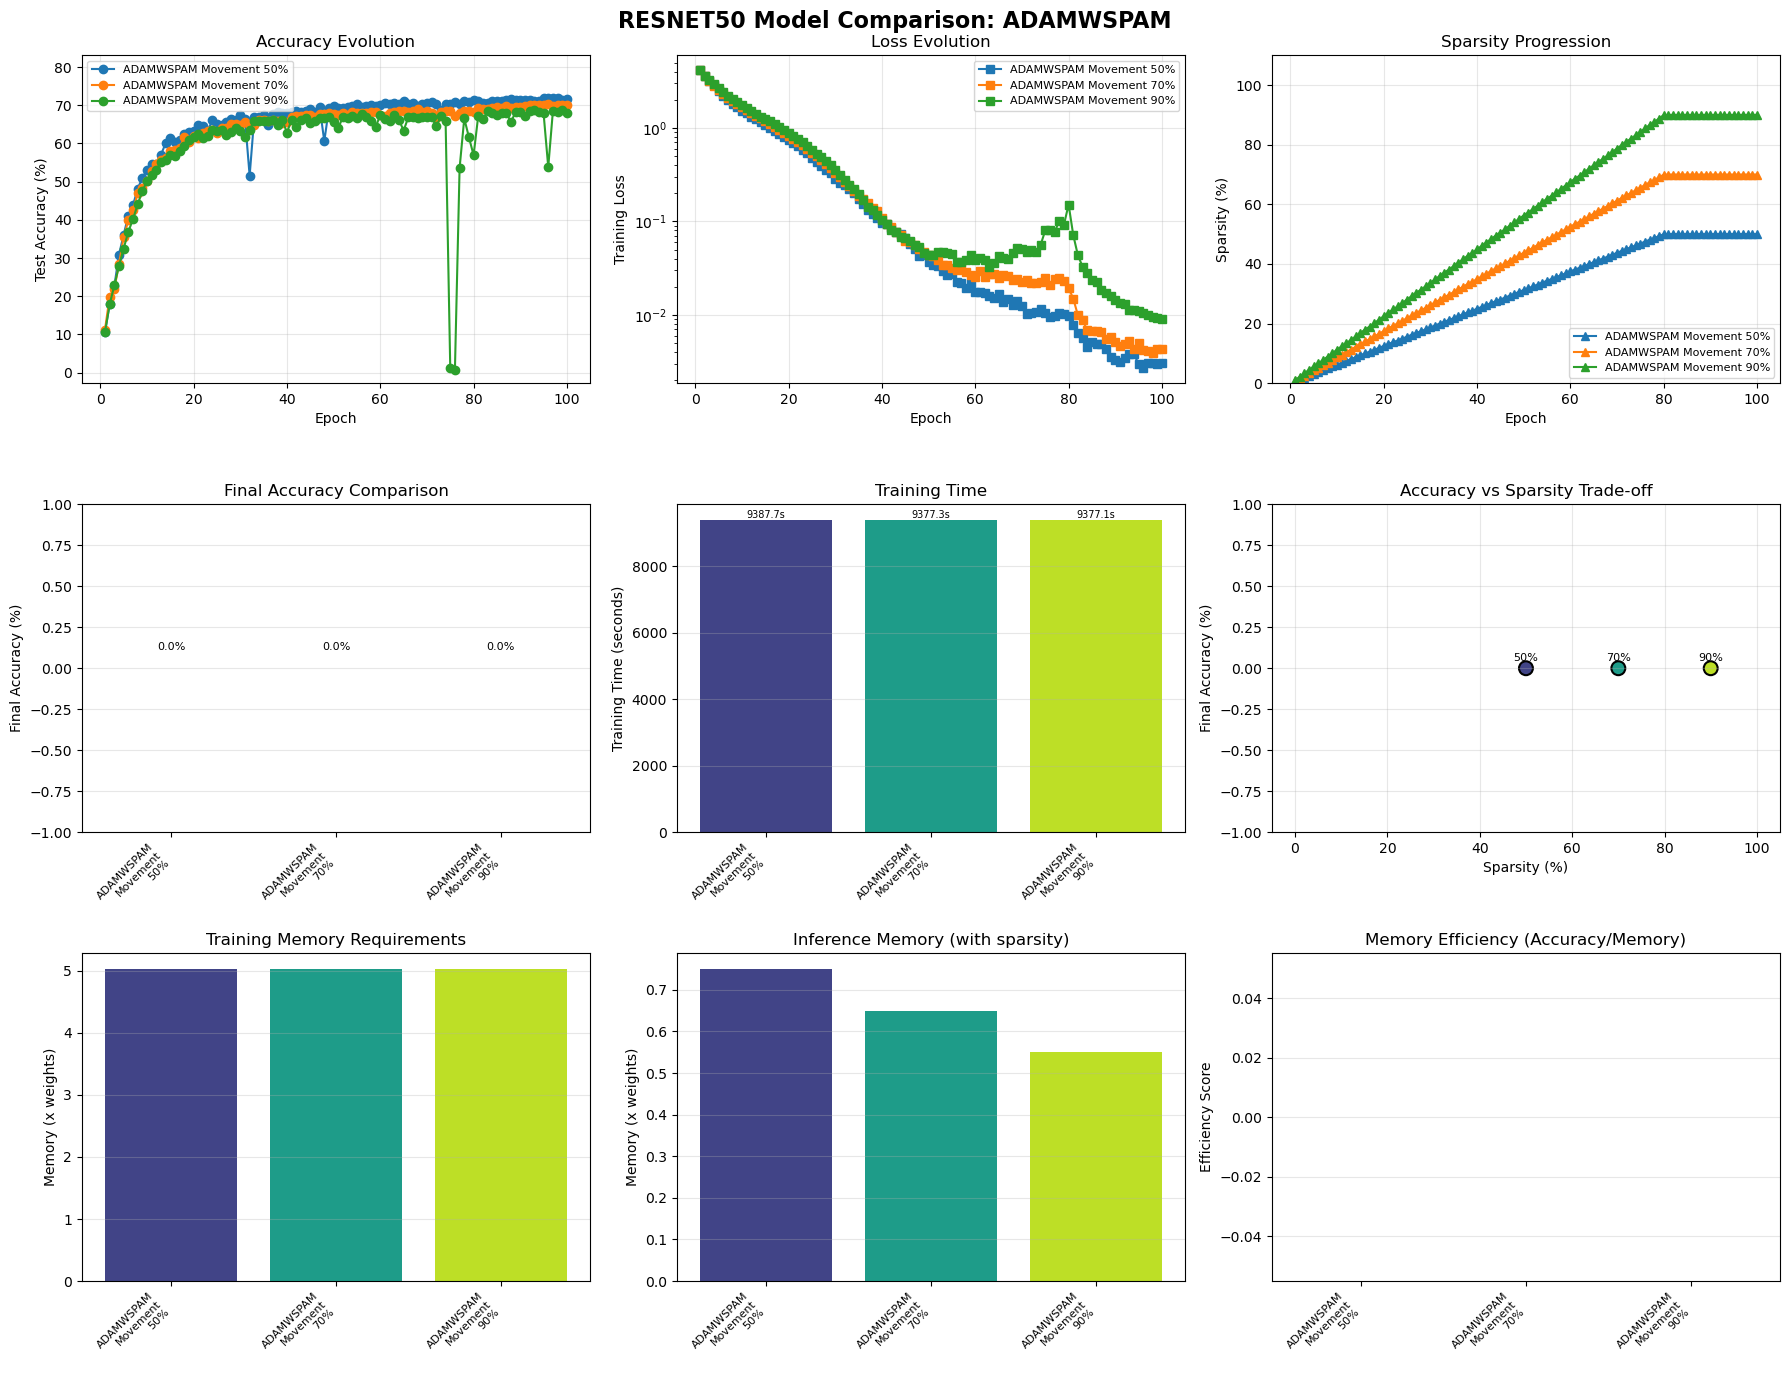 RESNET50 Model Comparison: ADAMWSPAM
Accuracy Evolution
80
70
60
50
40
30
20
10
0
Test Accuracy (%)
ADAMWSPAM Movement 50%
ADAMWSPAM Movement 70%
ADAMWSPAM Movement 90%
0 20 40 60 80 100
Epoch
Loss Evolution
10⁰
10⁻¹
10⁻²
Training Loss
ADAMWSPAM Movement 50%
ADAMWSPAM Movement 70%
ADAMWSPAM Movement 90%
0 20 40 60 80 100
Epoch
Sparsity Progression
100
80
60
40
20
0
Sparsity (%)
ADAMWSPAM Movement 50%
ADAMWSPAM Movement 70%
ADAMWSPAM Movement 90%
0 20 40 60 80 100
Epoch
Final Accuracy Comparison
1.00
0.75
0.50
0.25
0.00
−0.25
−0.50
−0.75
−1.00
Final Accuracy (%)
0.0% 0.0% 0.0%
ADAMWSPAM
Movement
50%
ADAMWSPAM
Movement
70%
ADAMWSPAM
Movement
90%
Training Time
8000
6000
4000
2000
0
Training Time (seconds)
9387.7s 9377.3s 9377.1s
ADAMWSPAM
Movement
50%
ADAMWSPAM
Movement
70%
ADAMWSPAM
Movement
90%
Accuracy vs Sparsity Trade-off
1.00
0.75
0.50
0.25
0.00
−0.25
−0.50
−0.75
−1.00
Final Accuracy (%)
50% 70% 90%
0 20 40 60 80 100
Sparsity (%)
Training Memory Requirements
5
4
3
2
1
0
Memory (x weights)
ADAMWSPAM
Movement
50%
ADAMWSPAM
Movement
70%
ADAMWSPAM
Movement
90%
Inference Memory (with sparsity)
0.7
0.6
0.5
0.4
0.3
0.2
0.1
0.0
Memory (x weights)
ADAMWSPAM
Movement
50%
ADAMWSPAM
Movement
70%
ADAMWSPAM
Movement
90%
Memory Efficiency (Accuracy/Memory)
0.04
0.02
0.00
−0.02
−0.04
Efficiency Score
ADAMWSPAM
Movement
50%
ADAMWSPAM
Movement
70%
ADAMWSPAM
Movement
90%